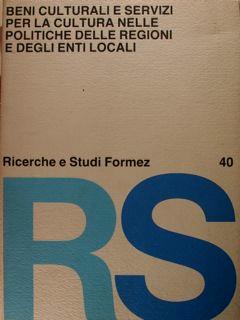 BENI CULTURALI E SERVIZI
PER LA CULTURA NELLE
POLITICHE DELLE REGIONI
E DEGLI ENTI LOCALI
Ricerche e Studi Formez 40
RS